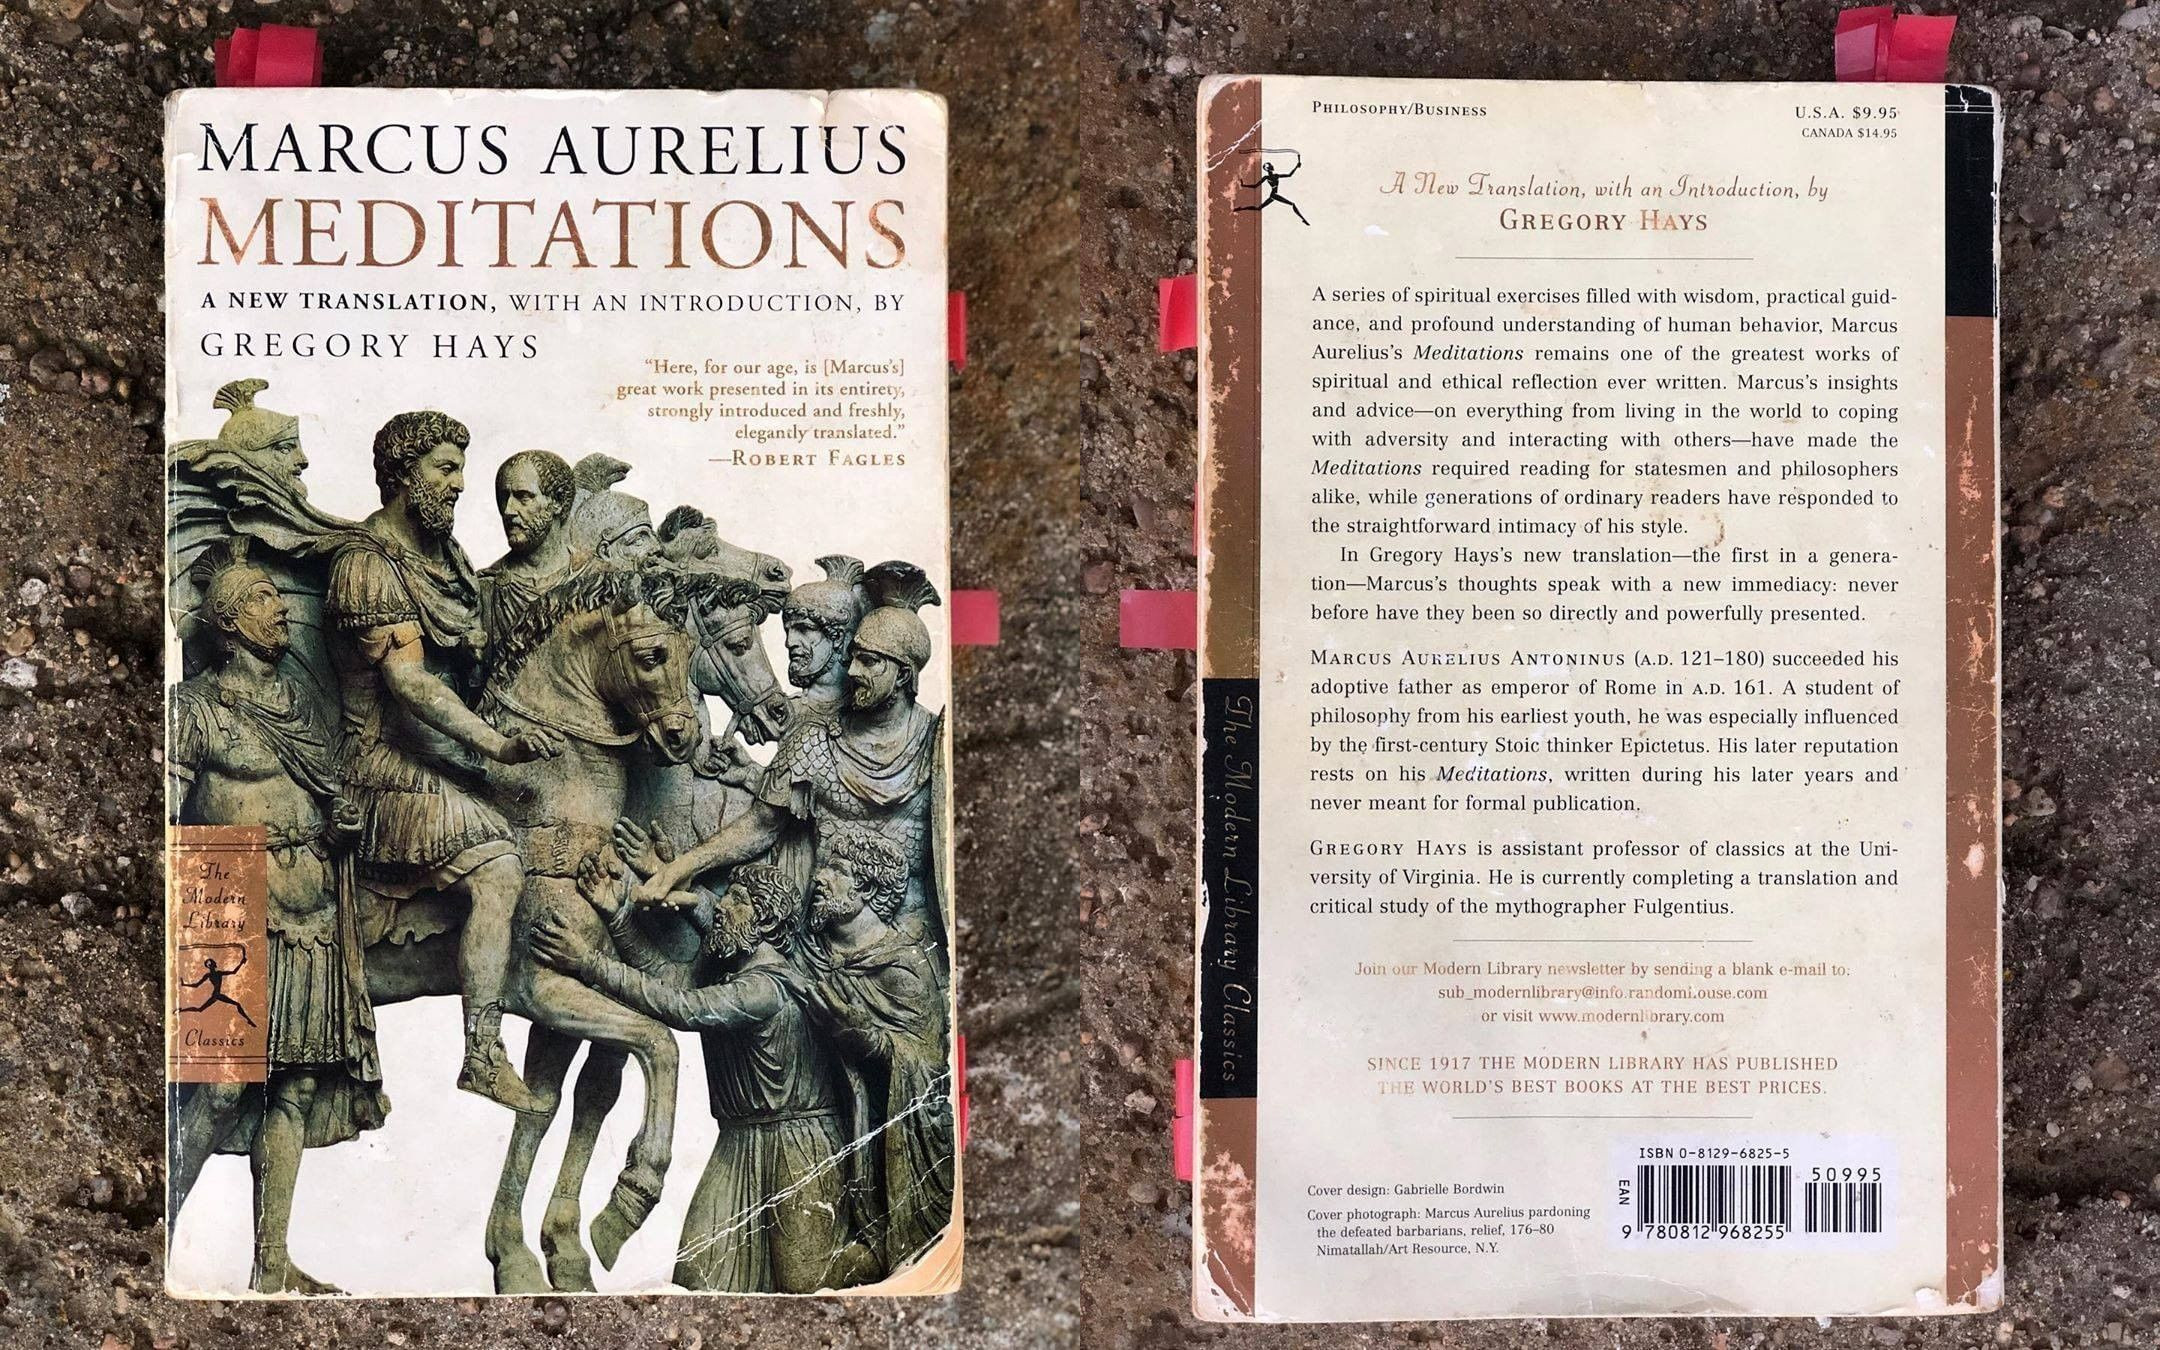 MARCUS AURELIUS
MEDITATIONS
A NEW TRANSLATION, WITH AN INTRODUCTION, BY
GREGORY HAYS
“Here, for our age, is [Marcus’s]
great work presented in its entirety,
strongly introduced and freshly,
elegantly translated.”
—ROBERT FAGLES
The
Modern
Library
Classics
PHILOSOPHY/BUSINESS
U.S.A. $9.95
CANADA $14.95
A New Translation, with an Introduction, by
GREGORY HAYS
A series of spiritual exercises filled with wisdom, practical guid-
ance, and profound understanding of human behavior, Marcus
Aurelius’s Meditations remains one of the greatest works of
spiritual and ethical reflection ever written. Marcus’s insights
and advice—on everything from living in the world to coping
with adversity and interacting with others—have made the
Meditations required reading for statesmen and philosophers
alike, while generations of ordinary readers have responded to
the straightforward intimacy of his style.
In Gregory Hays’s new translation—the first in a genera-
tion—Marcus’s thoughts speak with a new immediacy: never
before have they been so directly and powerfully presented.
MARCUS AURELIUS ANTONINUS (A.D. 121–180) succeeded his
adoptive father as emperor of Rome in A.D. 161. A student of
philosophy from his earliest youth, he was especially influenced
by the first-century Stoic thinker Epictetus. His later reputation
rests on his Meditations, written during his later years and
never meant for formal publication.
GREGORY HAYS is assistant professor of classics at the Uni-
versity of Virginia. He is currently completing a translation and
critical study of the mythographer Fulgentius.
Join our Modern Library newsletter by sending a blank e-mail to:
sub_modernlibrary@info.randomhouse.com
or visit www.modernlibrary.com
SINCE 1917 THE MODERN LIBRARY HAS PUBLISHED
THE WORLD’S BEST BOOKS AT THE BEST PRICES.
The Modern Library Classics
Cover design: Gabrielle Bordwin
Cover photograph: Marcus Aurelius pardoning
the defeated barbarians, relief, 176–80
Nimatallah/Art Resource, N.Y.
ISBN 0-8129-6825-5
50995
EAN
9 780812 968255